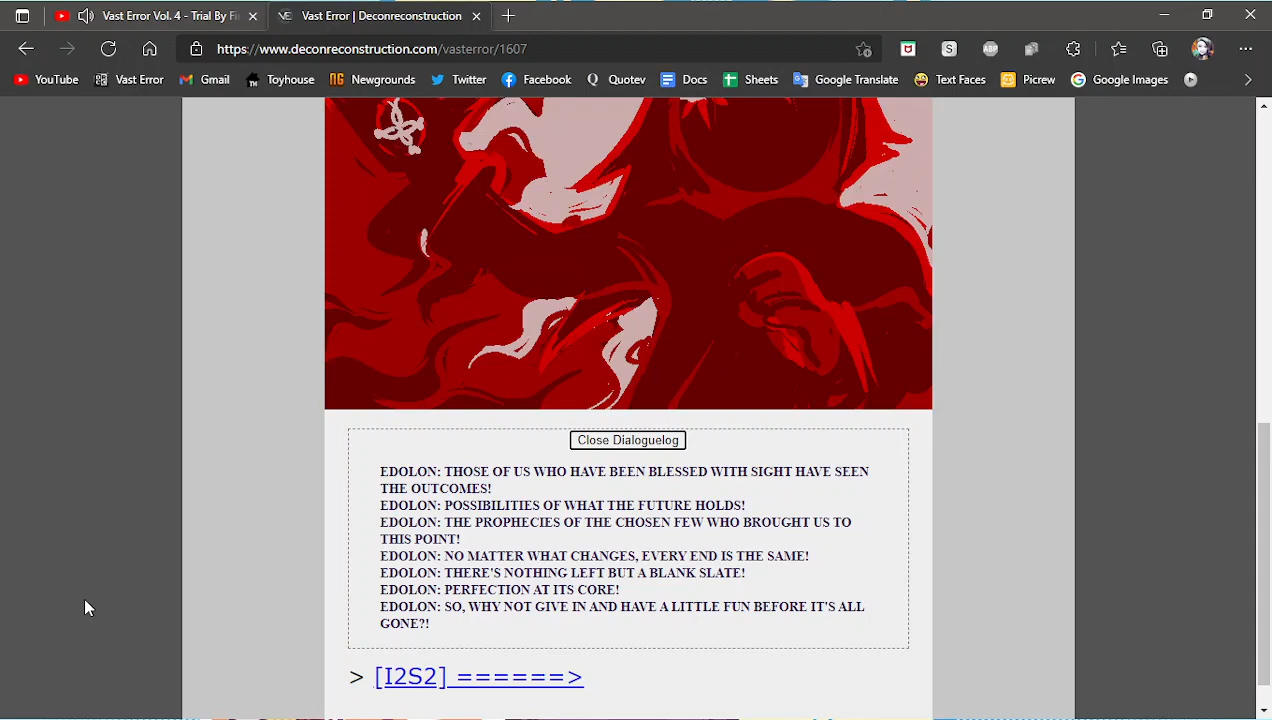 Vast Error Vol. 4 - Trial By Fi
Vast Error | Deconreconstruction
https://www.deconreconstruction.com/vasterror/1607
S
ABP
YouTube
Vast Error
Gmail
Toyhouse
NG Newgrounds
Twitter
Facebook
Q Quotev
Docs
Sheets
Google Translate
Text Faces
Picrew
Google Images
Close Dialoguelog
EDOLON: THOSE OF US WHO HAVE BEEN BLESSED WITH SIGHT HAVE SEEN
THE OUTCOMES!
EDOLON: POSSIBILITIES OF WHAT THE FUTURE HOLDS!
EDOLON: THE PROPHECIES OF THE CHOSEN FEW WHO BROUGHT US TO
THIS POINT!
EDOLON: NO MATTER WHAT CHANGES, EVERY END IS THE SAME!
EDOLON: THERE'S NOTHING LEFT BUT A BLANK SLATE!
EDOLON: PERFECTION AT ITS CORE!
EDOLON: SO, WHY NOT GIVE IN AND HAVE A LITTLE FUN BEFORE IT'S ALL
GONE?!
> [I2S2] ======>